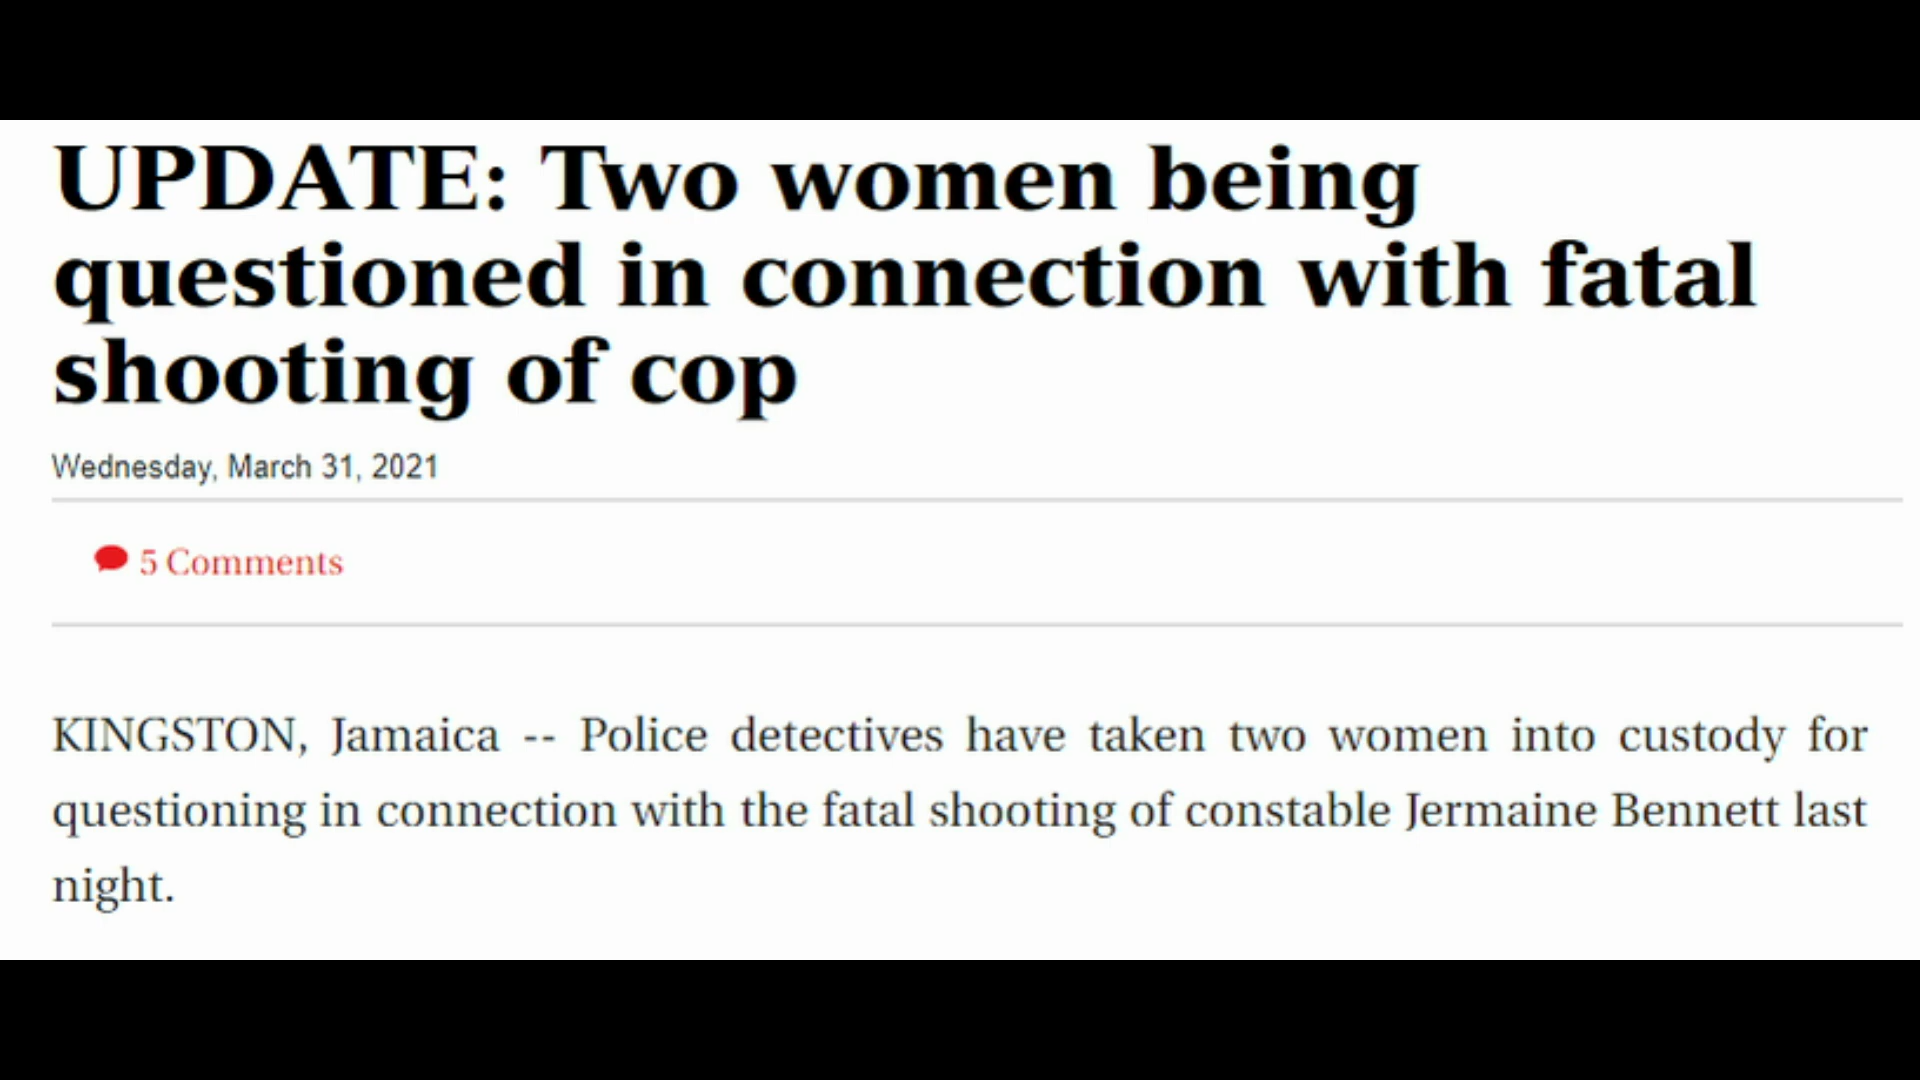 UPDATE: Two women being
questioned in connection with fatal
shooting of cop
Wednesday, March 31, 2021
5 Comments
KINGSTON, Jamaica -- Police detectives have taken two women into custody for
questioning in connection with the fatal shooting of constable Jermaine Bennett last
night.